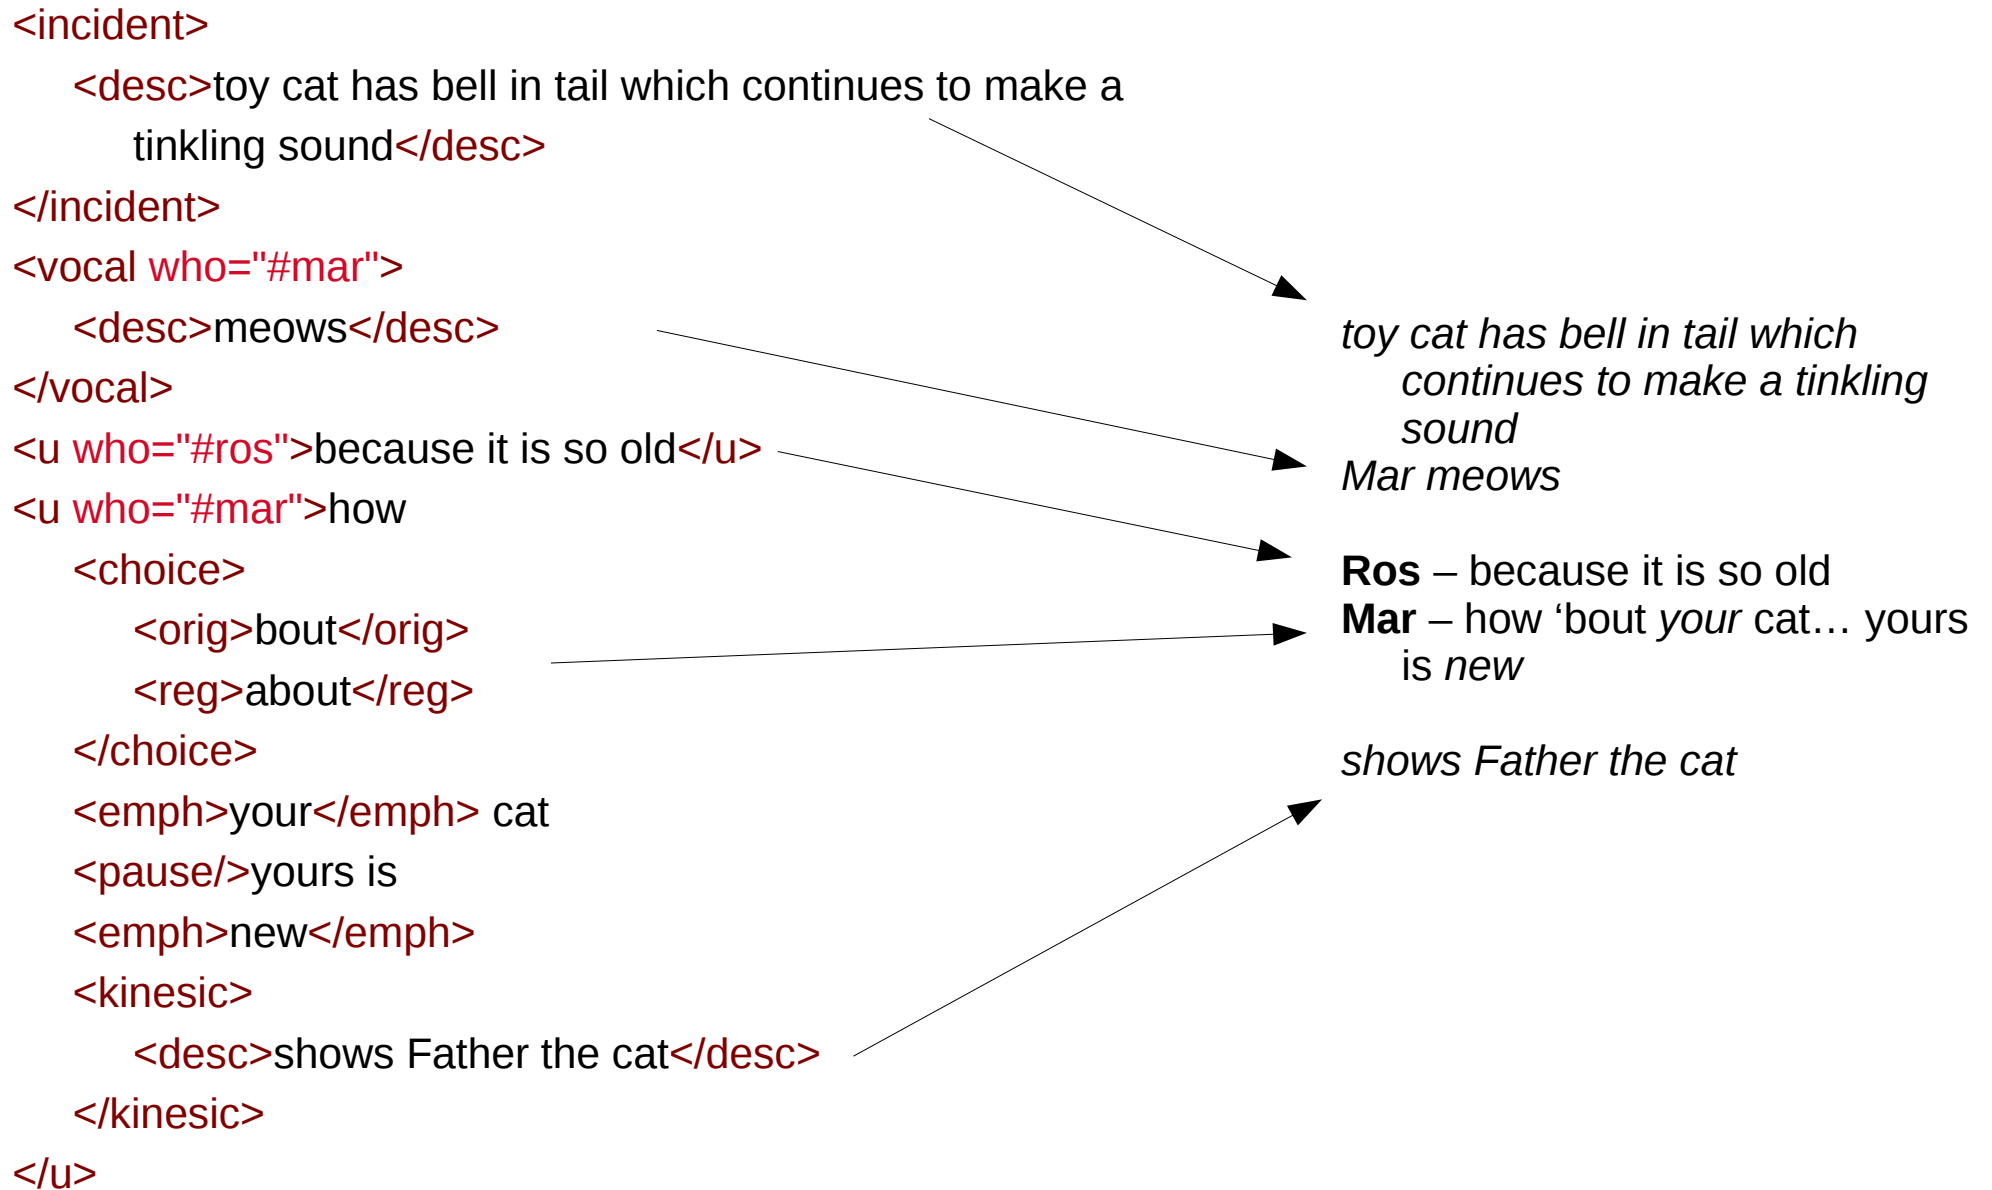 <incident>
<desc>toy cat has bell in tail which continues to make a
tinkling sound</desc>
</incident>
<vocal who="#mar">
<desc>meows</desc>
</vocal>
<u who="#ros">because it is so old</u>
<u who="#mar">how
<choice>
<orig>bout</orig>
<reg>about</reg>
</choice>
<emph>your</emph> cat
<pause/>yours is
<emph>new</emph>
<kinesic>
<desc>shows Father the cat</desc>
</kinesic>
</u>
toy cat has bell in tail which
continues to make a tinkling
sound
Mar meows
Ros – because it is so old
Mar – how ‘bout your cat… yours
is new
shows Father the cat